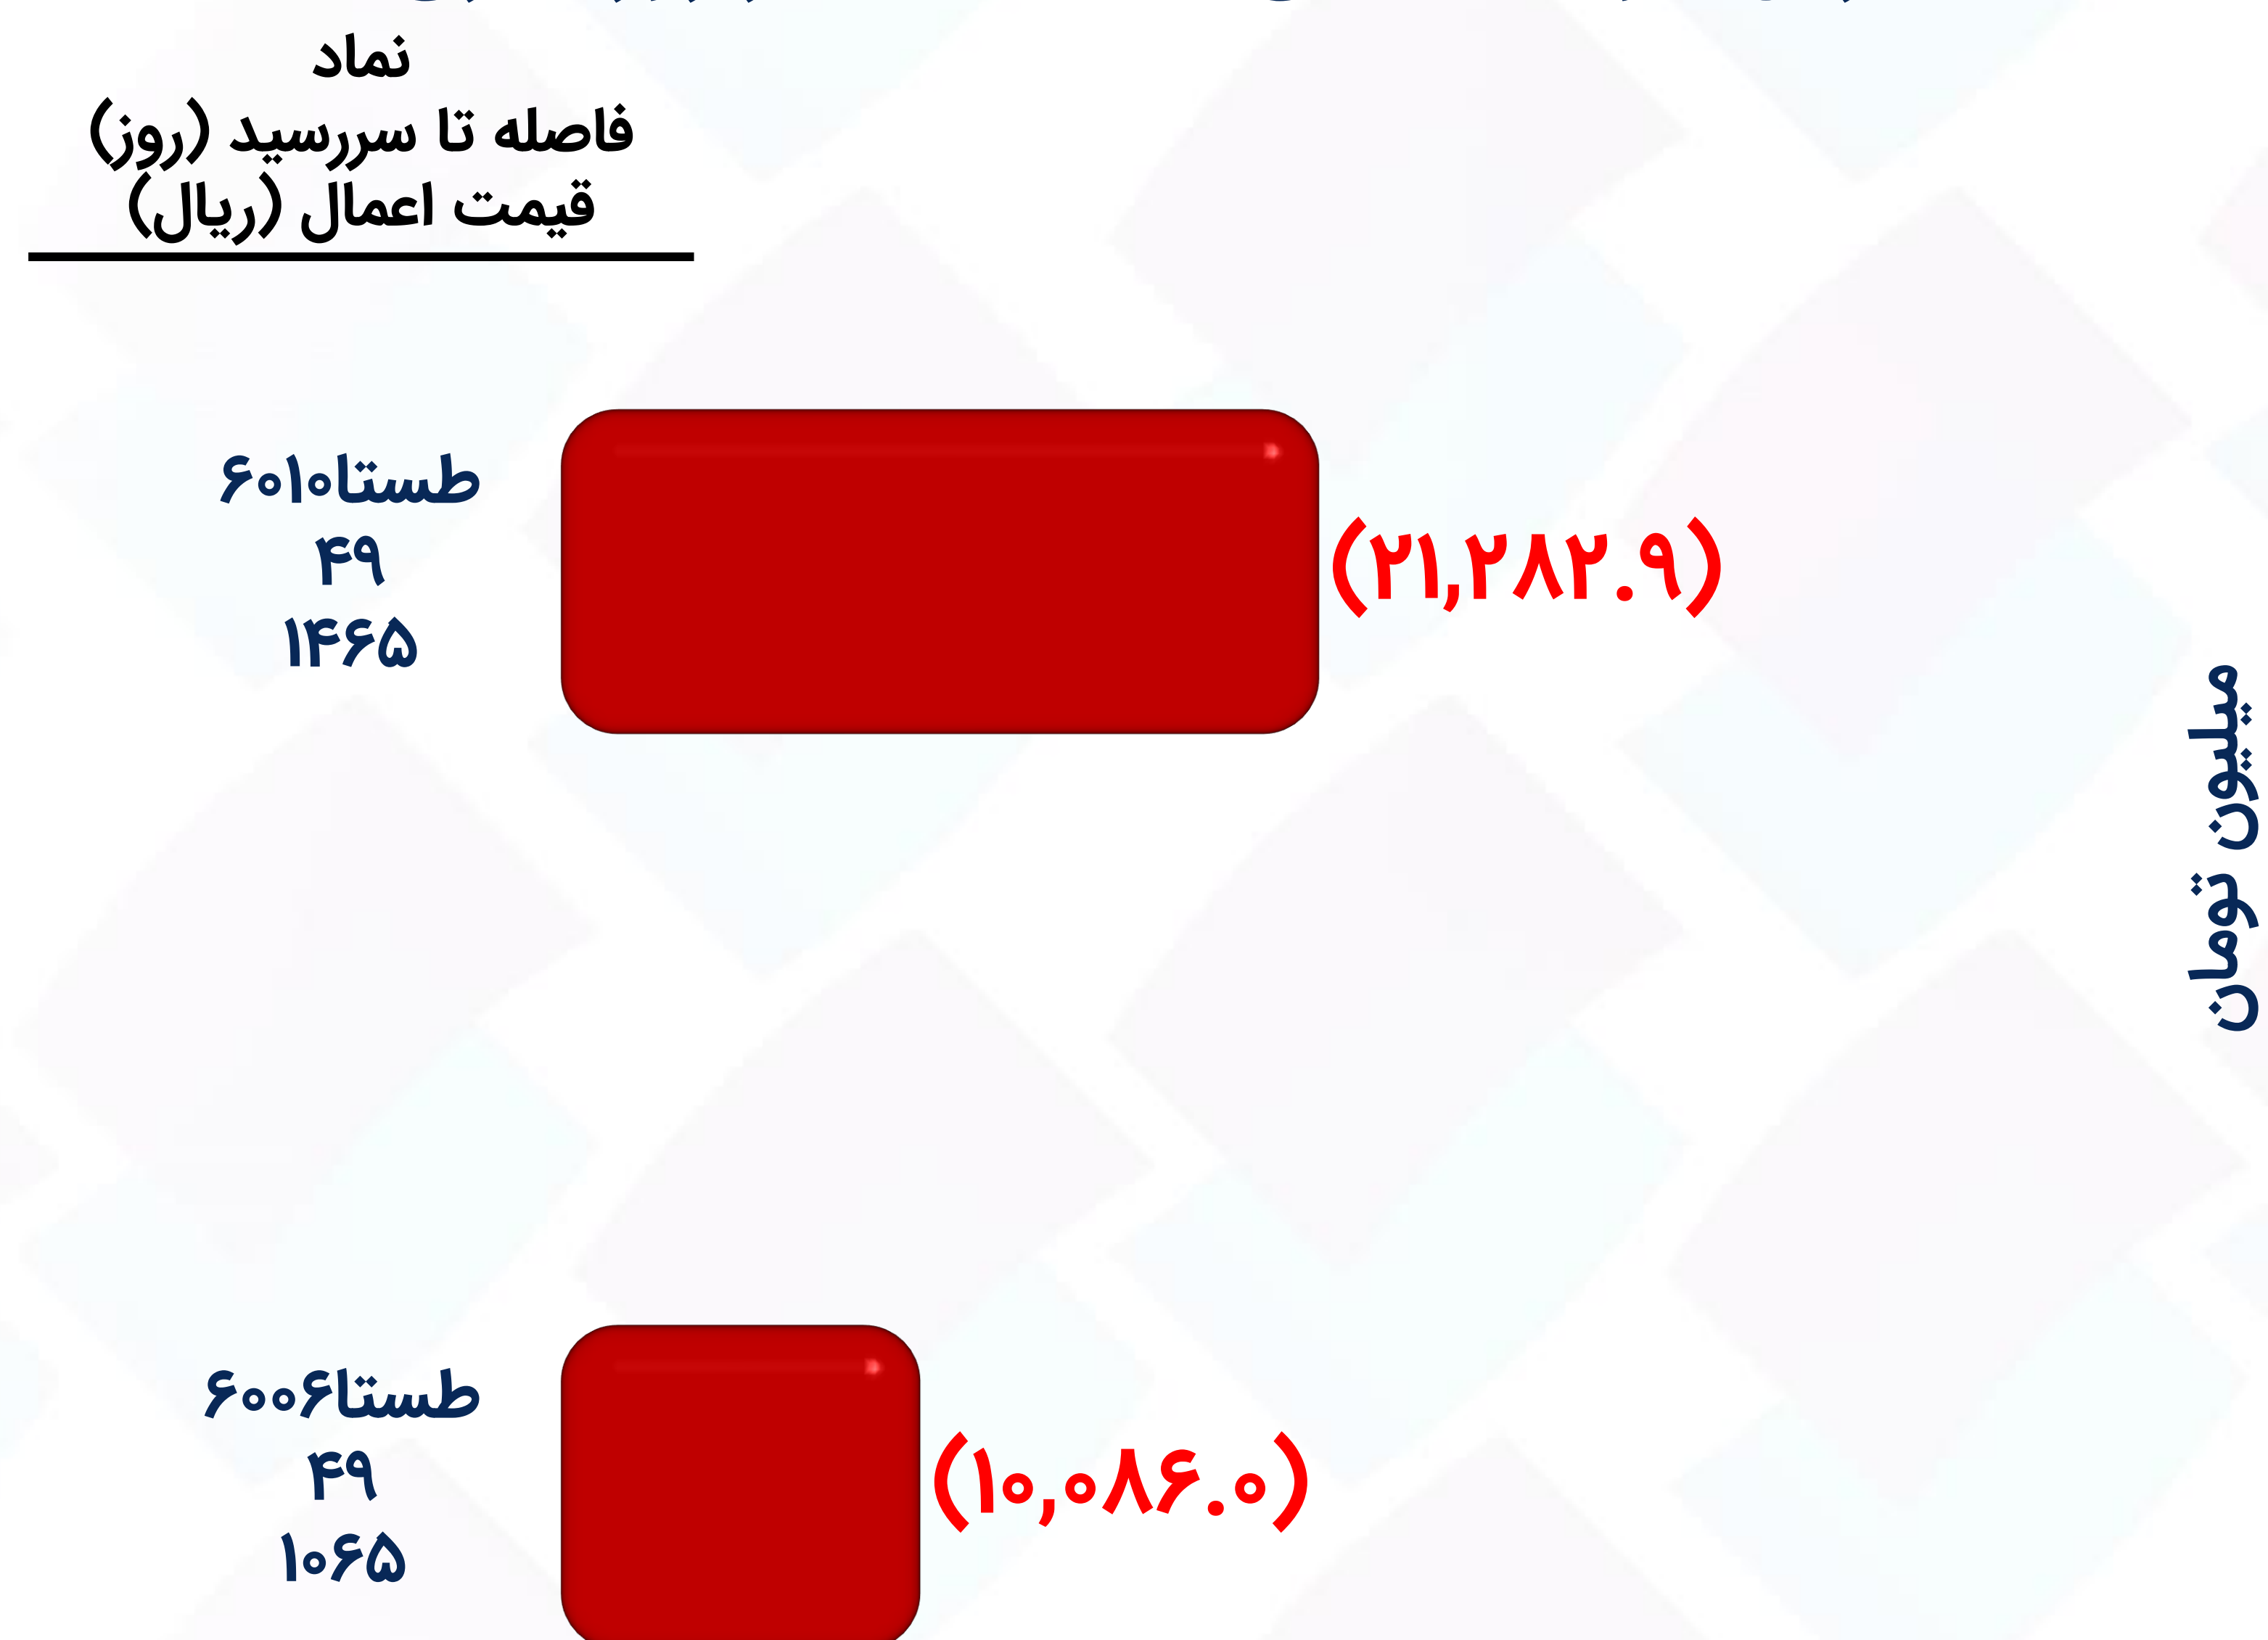 نماد
فاصله تا سررسید (روز)
قیمت اعمال (ریال)
طستا۶۰۱۰
۴۹
۱۴۶۵
(۲۱,۲۸۲.۹)
میلیون تومان
طستا۶۰۰۶
۴۹
۱۰۶۵
(۱۰,۰۸۶.۰)